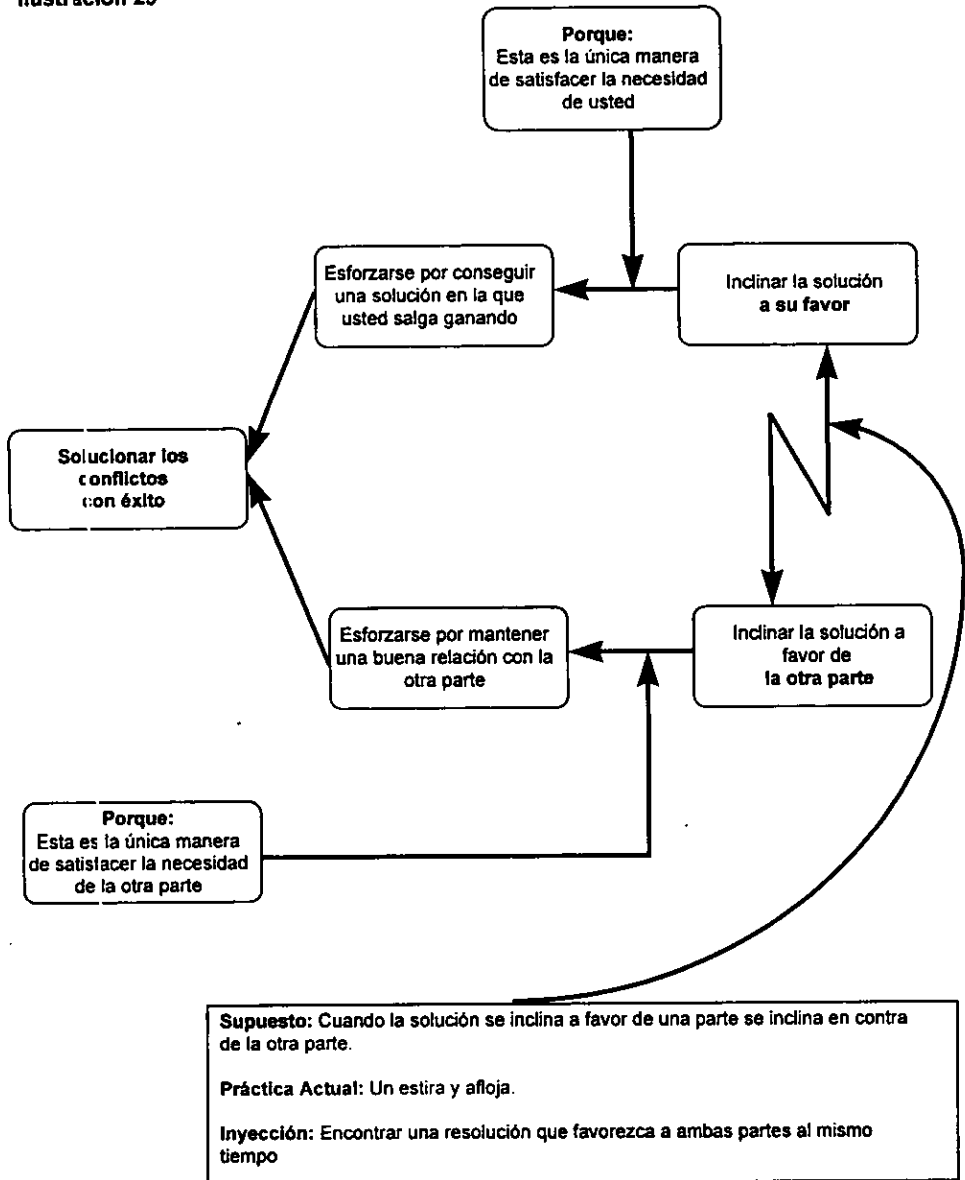 Ilustración 29
Porque:
Esta es la única manera
de satisfacer la necesidad
de usted
Esforzarse por conseguir
una solución en la que
usted salga ganando
Inclinar la solución
a su favor
Solucionar los
conflictos
con éxito
Esforzarse por mantener
una buena relación con la
otra parte
Inclinar la solución a
favor de
la otra parte
Porque:
Esta es la única manera
de satisfacer la necesidad
de la otra parte
Supuesto: Cuando la solución se inclina a favor de una parte se inclina en contra
de la otra parte.
Práctica Actual: Un estira y afloja.
Inyección: Encontrar una resolución que favorezca a ambas partes al mismo
tiempo